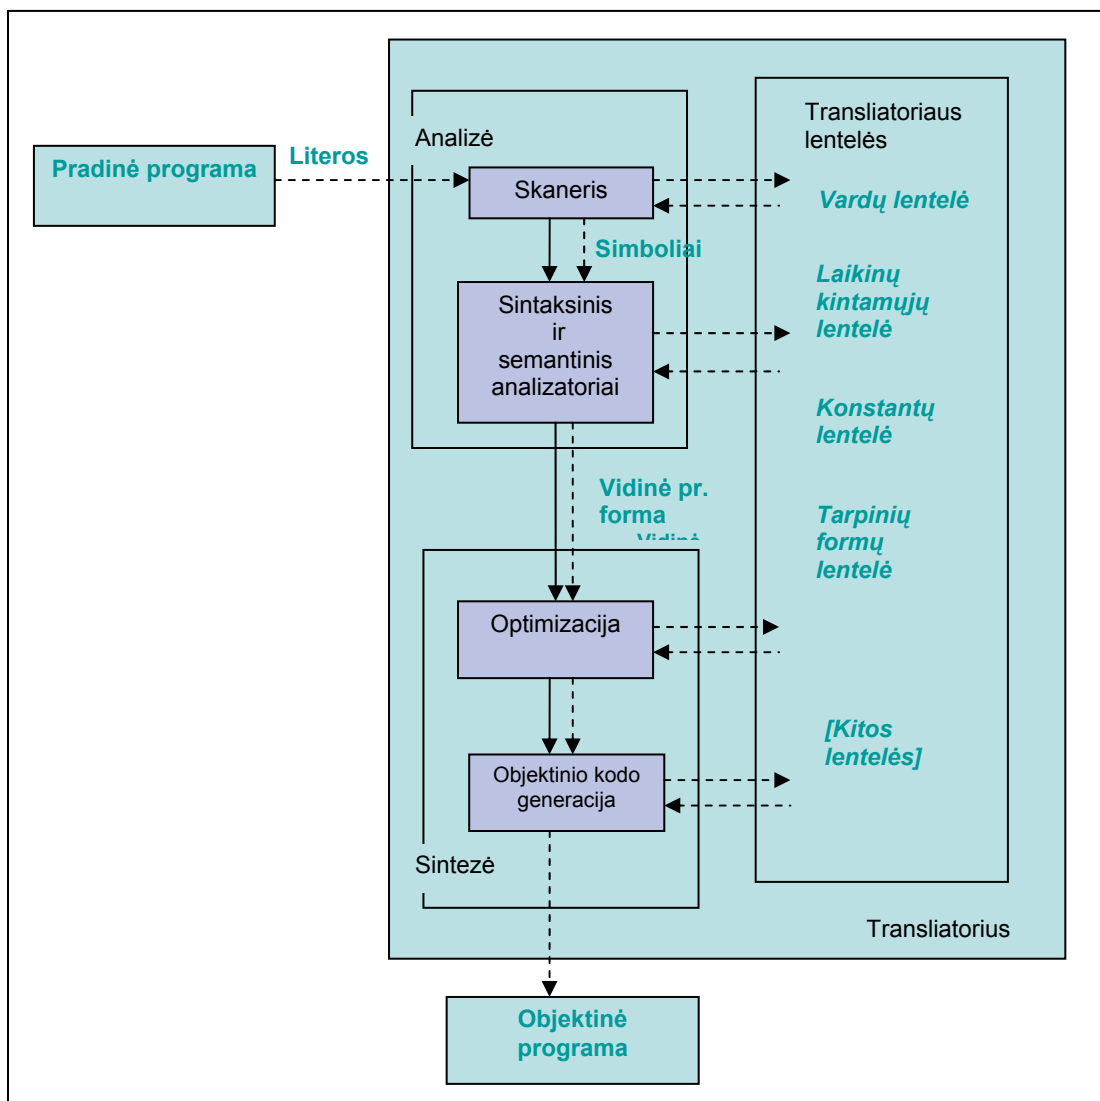 Transliatoriaus
lentelės
Analizė
Pradinė programa
Literos
Skaneris
Vardų lentelė
Simboliai
Laikinų
kintamųjų
lentelė
Sintaksinis
ir
semantinis
analizatoriai
Konstantų
lentelė
Vidinė pr.
forma
Vidinė
Tarpinių
formų
lentelė
Optimizacija
[Kitos
lentelės]
Objektinio kodo
generacija
Sintezė
Transliatorius
Objektinė
programa